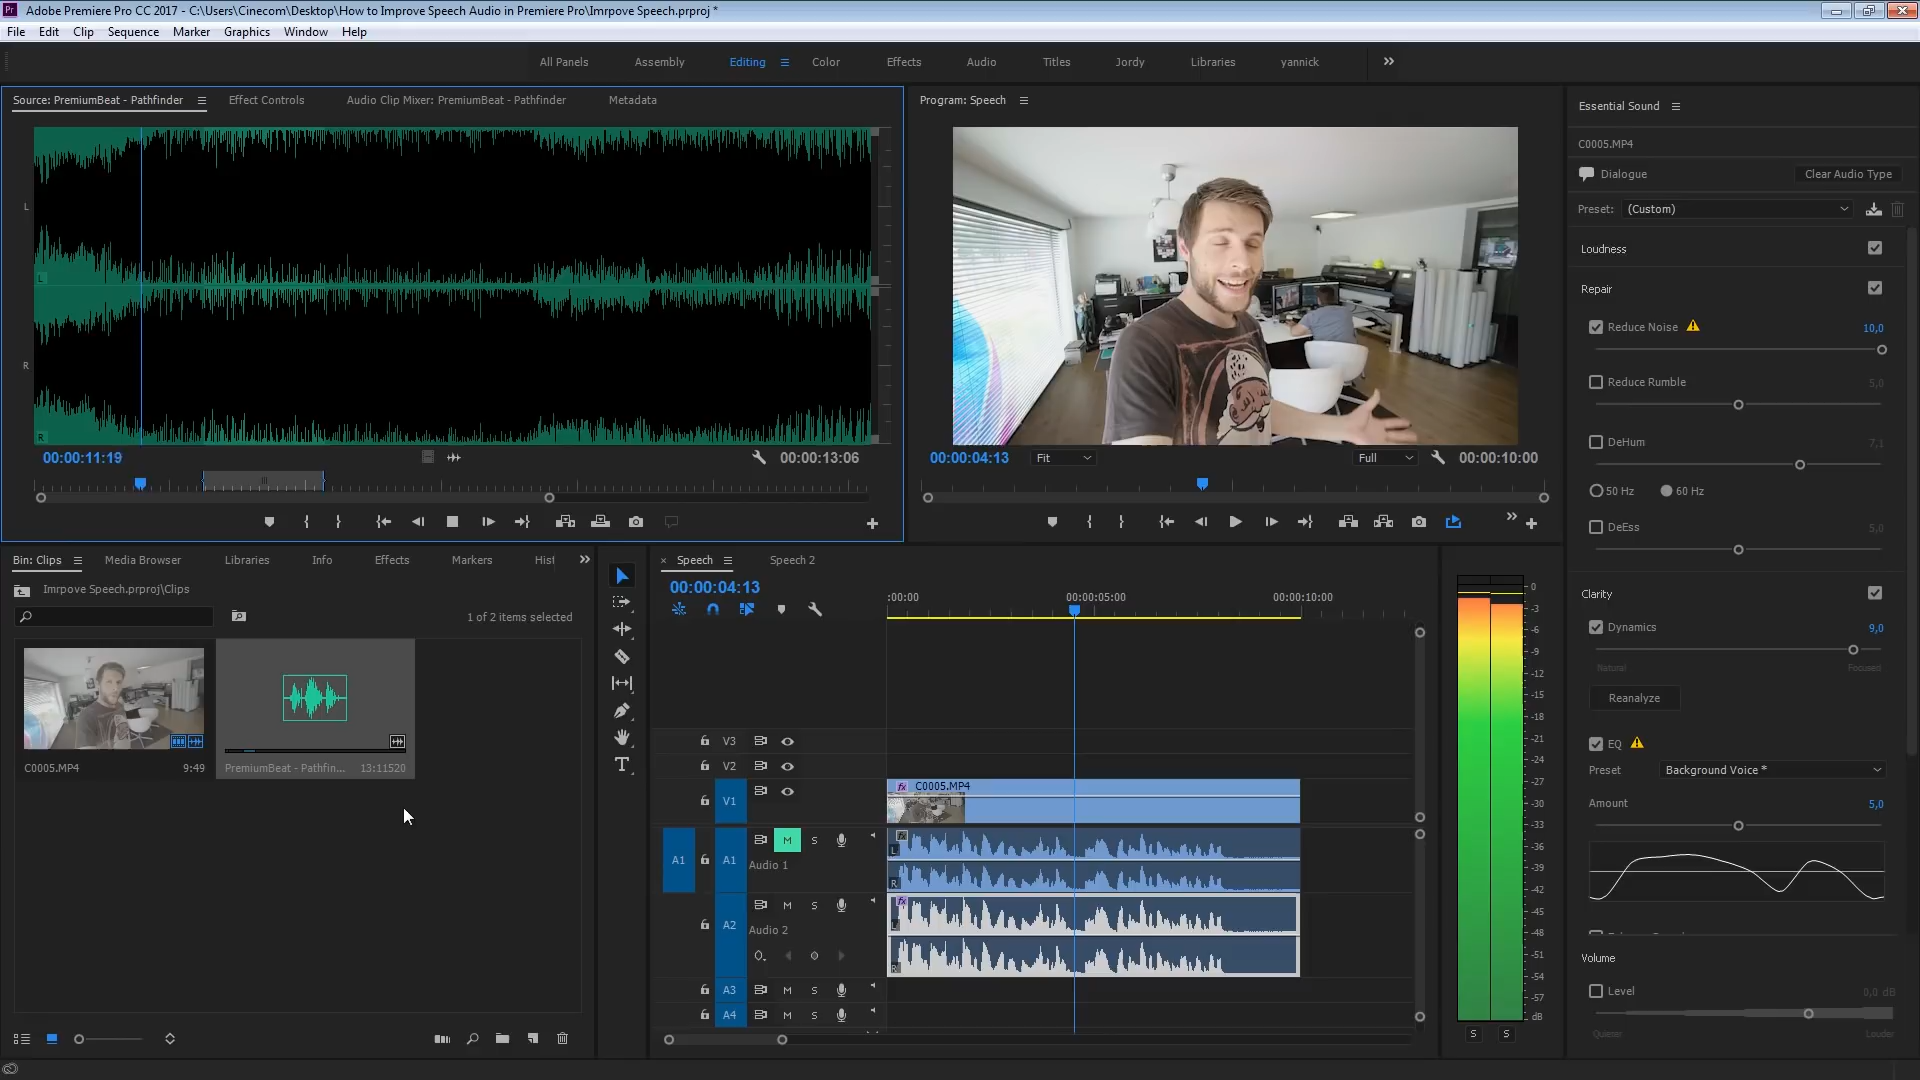 Adobe Premiere Pro CC 2017 - C:\Users\Cinecom\Desktop\How to Improve Speech Audio in Premiere Pro\Imrpove Speech.prproj *
File Edit Clip Sequence Marker Graphics Window Help
All Panels Assembly Editing Color Effects Audio Titles Jordy Libraries yannick
Source: PremiumBeat - Pathfinder Effect Controls Audio Clip Mixer: PremiumBeat - Pathfinder Metadata
L
R
L
R
00:00:11:19
00:00:13:06
Program: Speech
00:00:04:13 Fit Full 00:00:10:00
Essential Sound
C0005.MP4
Dialogue Clear Audio Type
Preset: (Custom)
Loudness
Repair
Reduce Noise 10,0
Reduce Rumble 5,0
DeHum 7,1
50 Hz 60 Hz
DeEss 5,0
Clarity
Dynamics 9,0
Natural Focused
Reanalyze
EQ
Preset Background Voice *
Amount 5,0
Volume
Level 0,0 dB
Quieter Louder
Bin: Clips Media Browser Libraries Info Effects Markers Hist
Imrpove Speech.prproj\Clips
1 of 2 items selected
C0005.MP4 9:49
PremiumBeat - Pathfin... 13:11520
Speech Speech 2
00:00:04:13
:00:00 00:00:05:00 00:00:10:00
V3
V2
V1
C0005.MP4
A1 A1 M S
Audio 1
L
R
A2 M S
Audio 2
L
R
A3 M S
A4 M S
0
-3
-6
-9
-12
-15
-18
-21
-24
-27
-30
-33
-36
-39
-42
-45
-48
-51
-54
-57
dB
S S